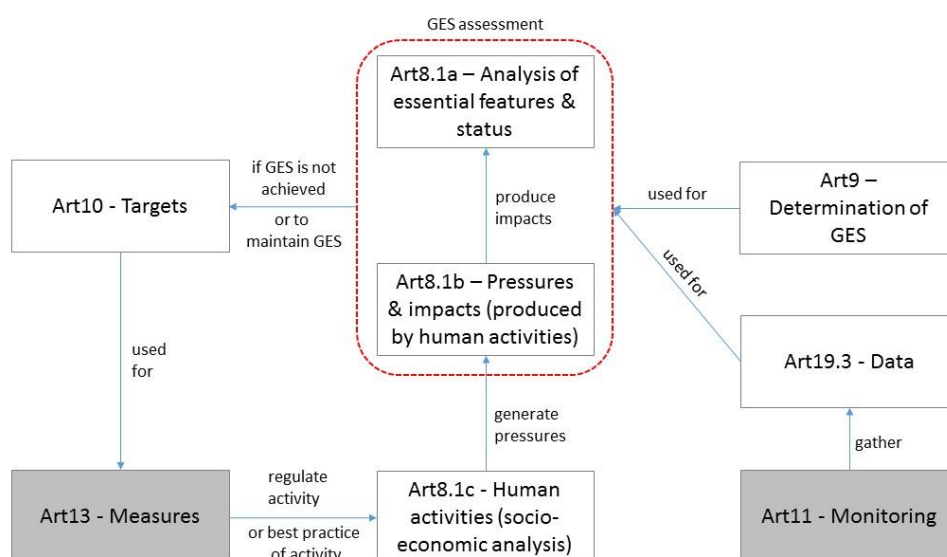 GES assessment
Art8.1a – Analysis of
essential features &
status
if GES is not
achieved
or to
maintain GES
Art10 - Targets
produce
impacts
used for
Art9 –
Determination of
GES
used for
Art8.1b – Pressures
& impacts (produced
by human activities)
used
for
Art19.3 - Data
generate
pressures
gather
regulate
activity
or best practice
of activity
Art13 - Measures
Art8.1c - Human
activities (socio-
economic analysis)
Art11 - Monitoring